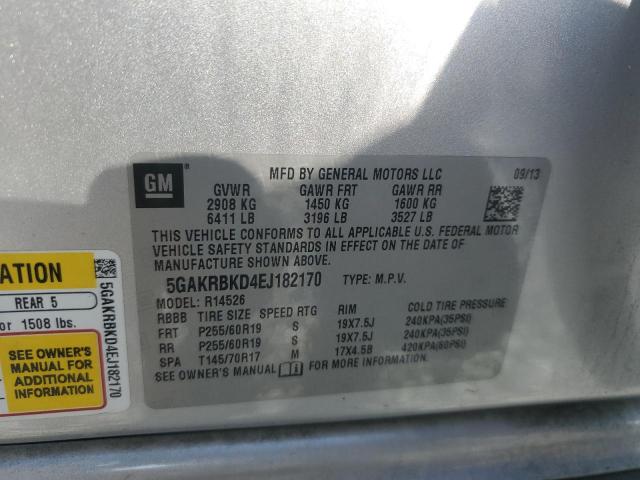 GM
MFD BY GENERAL MOTORS LLC 09/13
GVWR GAWR FRT GAWR RR
2908 KG 1450 KG 1600 KG
6411 LB 3196 LB 3527 LB
THIS VEHICLE CONFORMS TO ALL APPLICABLE U.S. FEDERAL MOTOR
VEHICLE SAFETY STANDARDS IN EFFECT ON THE DATE OF
MANUFACTURE SHOWN ABOVE.
5GAKRBKD4EJ182170 TYPE: M.P.V.
MODEL: R14526
RBBB TIRE SIZE SPEED RTG RIM COLD TIRE PRESSURE
FRT P255/60R19 S 19X7.5J 240KPA(35PSI)
RR P255/60R19 S 19X7.5J 240KPA(35PSI)
SPA T145/70R17 M 17X4.5B 420KPA(60PSI)
SEE OWNER'S MANUAL FOR MORE INFORMATION.
ATION
REAR 5
or 1508 lbs.
SEE OWNER'S
MANUAL FOR
ADDITIONAL
INFORMATION
5GAKRBKD4EJ182170